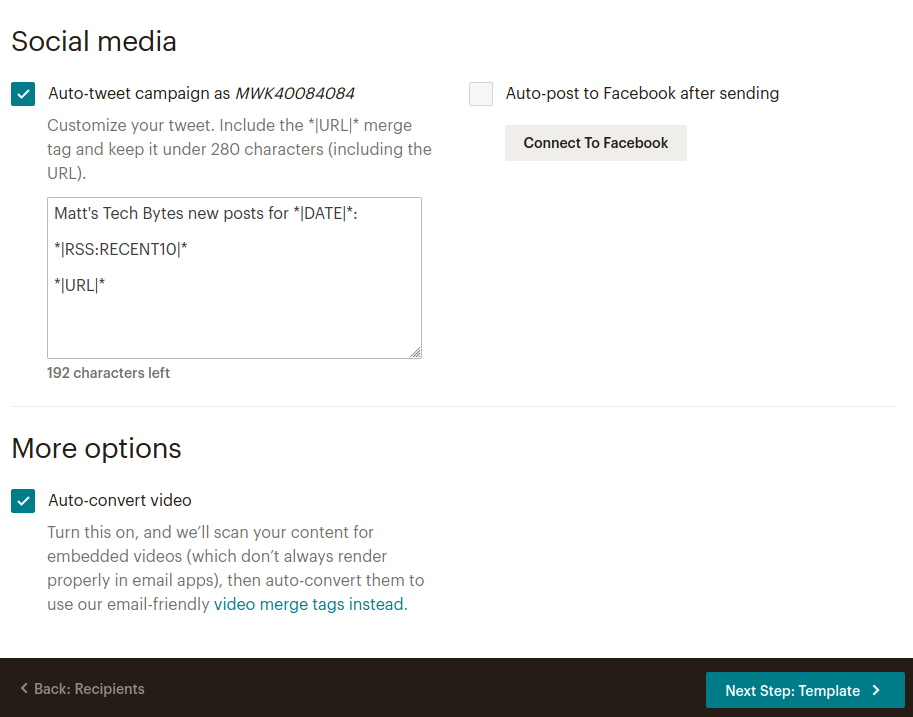 Social media
Auto-tweet campaign as MWK40084084
Auto-post to Facebook after sending
Customize your tweet. Include the *|URL|* merge
tag and keep it under 280 characters (including the
URL).
Connect To Facebook
Matt's Tech Bytes new posts for *|DATE|*:
*|RSS:RECENT10|*
*|URL|*
192 characters left
More options
Auto-convert video
Turn this on, and we’ll scan your content for
embedded videos (which don’t always render
properly in email apps), then auto-convert them to
use our email-friendly video merge tags instead.
Back: Recipients
Next Step: Template